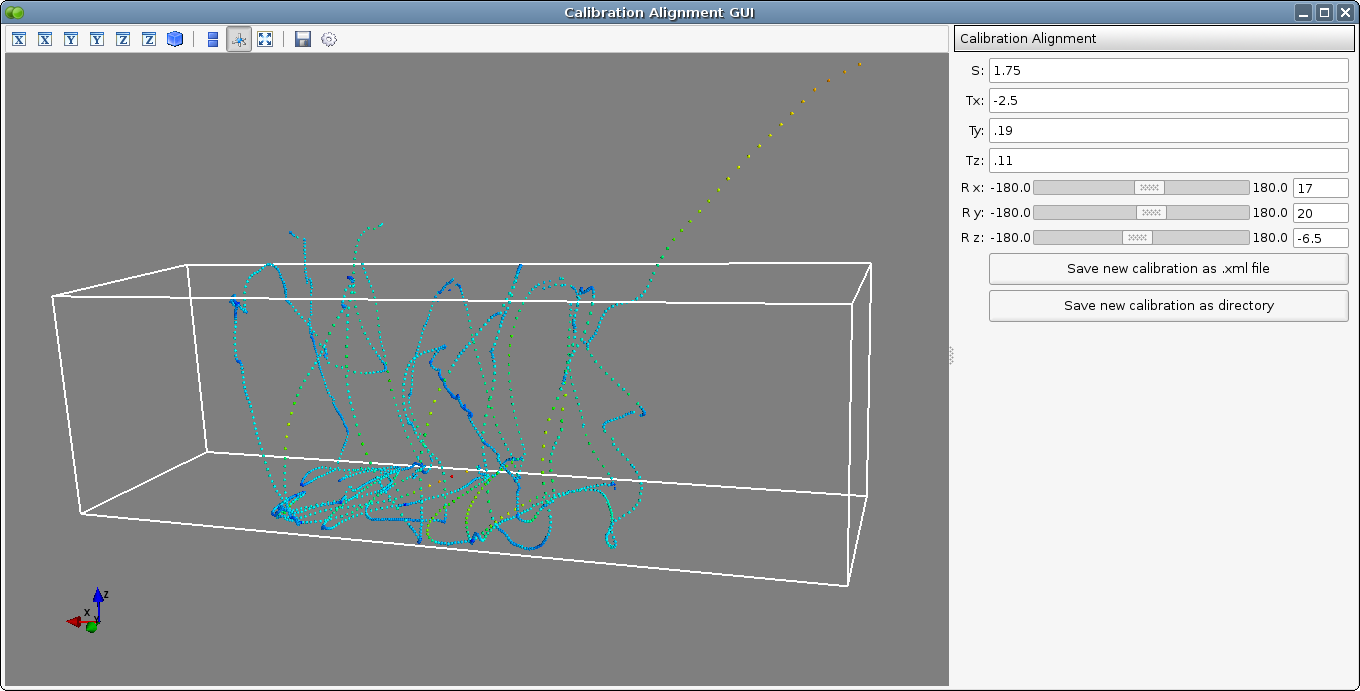 Calibration Alignment GUI
X X Y Y Z Z
Calibration Alignment
S: 1.75
Tx: -2.5
Ty: .19
Tz: .11
R x: -180.0 180.0 17
R y: -180.0 180.0 20
R z: -180.0 180.0 -6.5
Save new calibration as .xml file
Save new calibration as directory
Z
X
Y